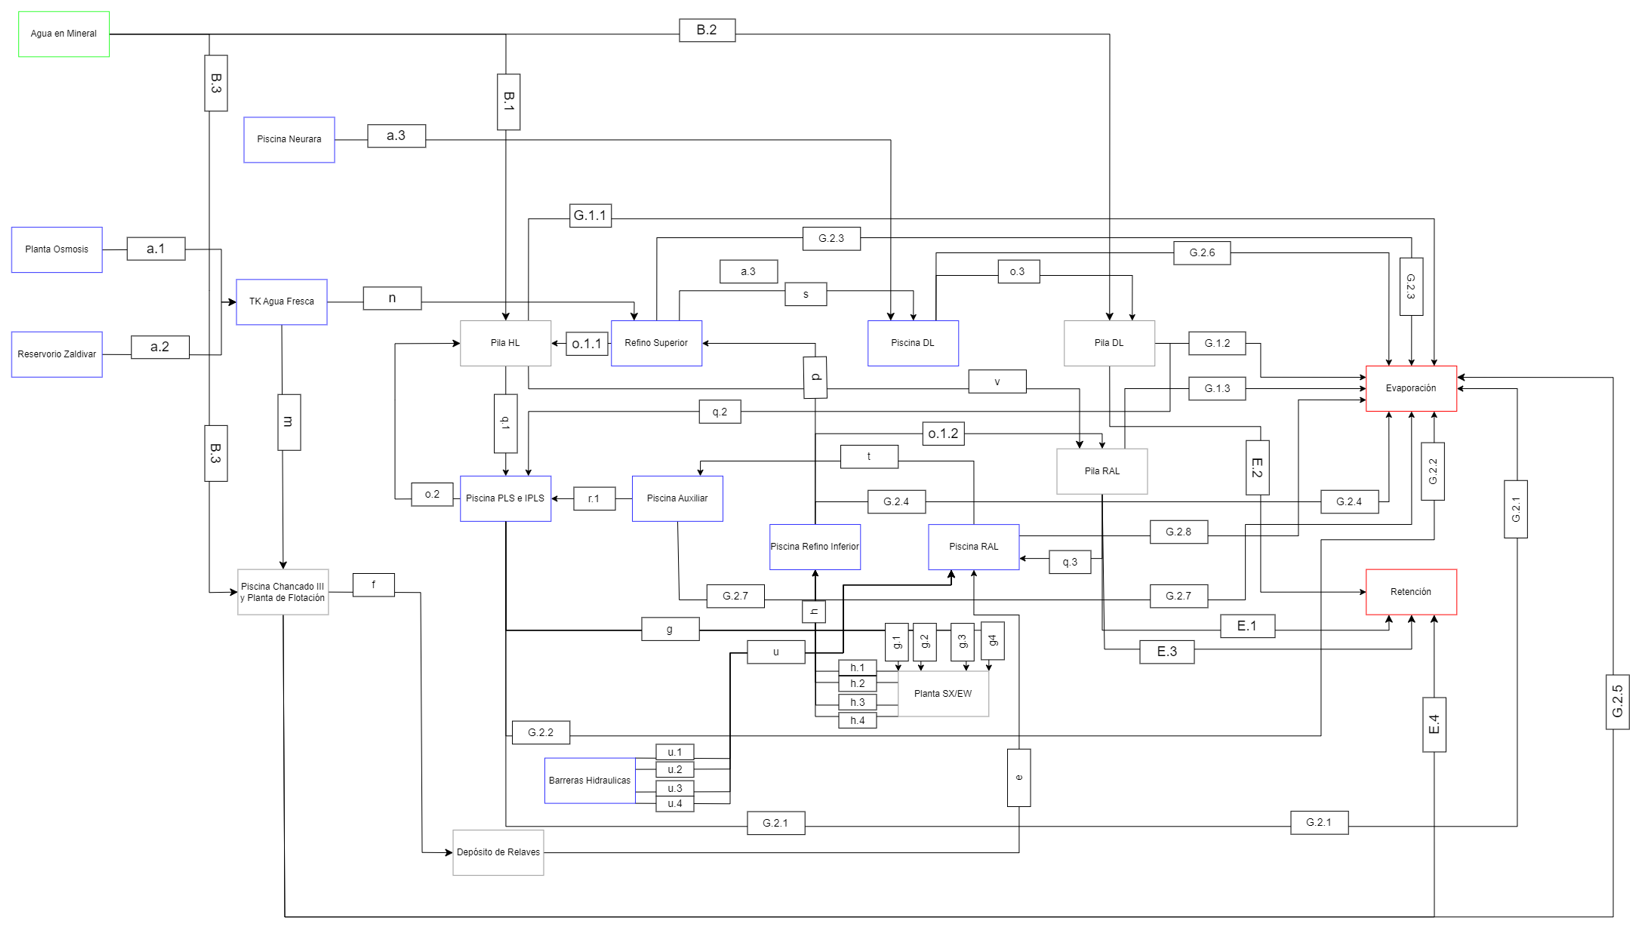 Agua en Mineral
B.2
B.3
B.1
Piscina Neurara
a.3
G.1.1
G.2.3
Planta Osmosis
a.1
G.2.6
a.3
o.3
G.2.3
TK Agua Fresca
n
s
Reservorio Zaldivar
a.2
Pila HL
o.1.1
Refino Superior
Piscina DL
Pila DL
G.1.2
d
v
G.1.3
Evaporación
m
q.1
q.2
o.1.2
B.3
t
Pila RAL
E.2
G.2.2
o.2
Piscina PLS e IPLS
r.1
Piscina Auxiliar
G.2.4
G.2.4
G.2.1
Piscina Refino Inferior
Piscina RAL
G.2.8
q.3
Piscina Chancado III
y Planta de Flotación
f
G.2.7
G.2.7
Retención
h
g
g.1
g.2
g.3
g4
E.1
u
E.3
h.1
h.2
h.3
h.4
Planta SX/EW
G.2.5
E.4
G.2.2
u.1
u.2
u.3
u.4
Barreras Hidraulicas
e
G.2.1
G.2.1
Depósito de Relaves